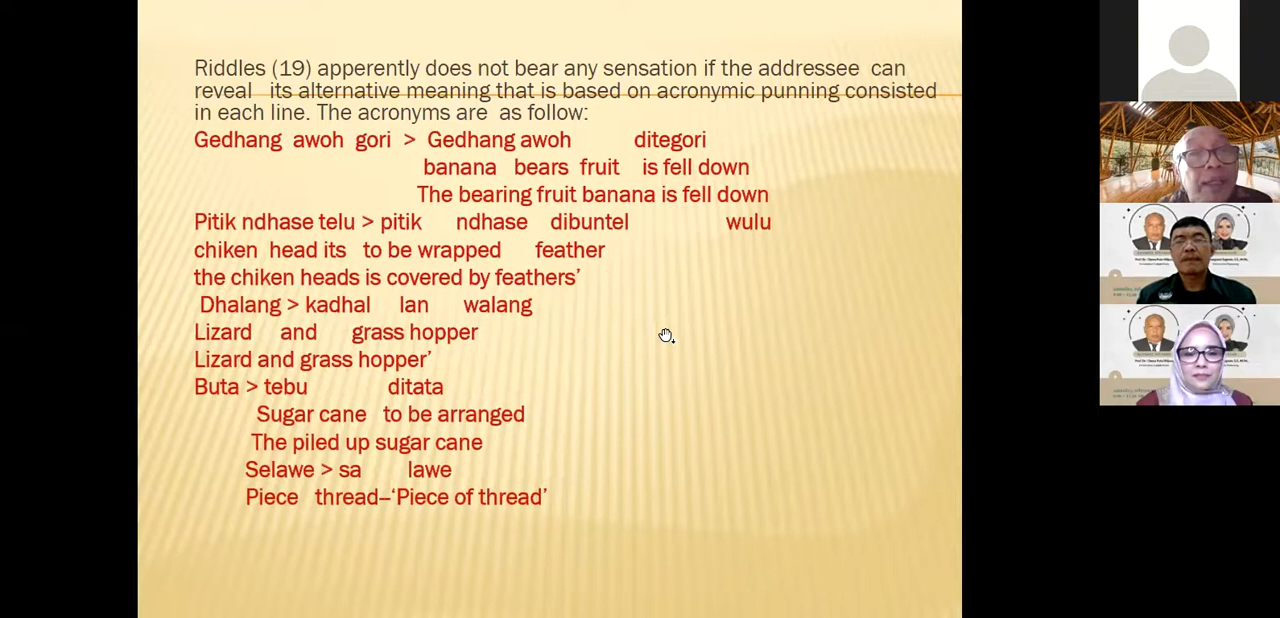 Riddles (19) apperently does not bear any sensation if the addressee can
reveal its alternative meaning that is based on acronymic punning consisted
in each line. The acronyms are as follow:
Gedhang awoh gori > Gedhang awoh ditegori
banana bears fruit is fell down
The bearing fruit banana is fell down
Pitik ndhase telu > pitik ndhase dibuntel wulu
chiken head its to be wrapped feather
the chiken heads is covered by feathers’
Dhalang > kadhal lan walang
Lizard and grass hopper
Lizard and grass hopper’
Buta > tebu ditata
Sugar cane to be arranged
The piled up sugar cane
Selawe > sa lawe
Piece thread–‘Piece of thread’